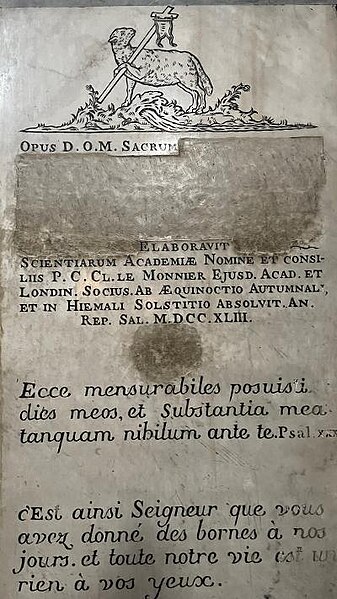 OPUS D. O. M. SACRUM
ELABORAVIT
SCIENTIARUM ACADEMIÆ NOMINE ET CONSI-
LIIS P. C. CL. LE MONNIER EJUSD. ACAD. ET
LONDIN. SOCIUS. AB ÆQUINOCTIO AUTUMNALI,
ET IN HIEMALI SOLSTITIO ABSOLVIT. AN.
REP. SAL. M.DCC.XLIII.
Ecce mensurabiles posuisti
dies meos, et Substantia mea
tanquam nihilum ante te. Psal.
cEst ainsi Seigneur que vous
avez donné des bornes à nos
jours. et toute notre vie est un
rien à vos yeux.